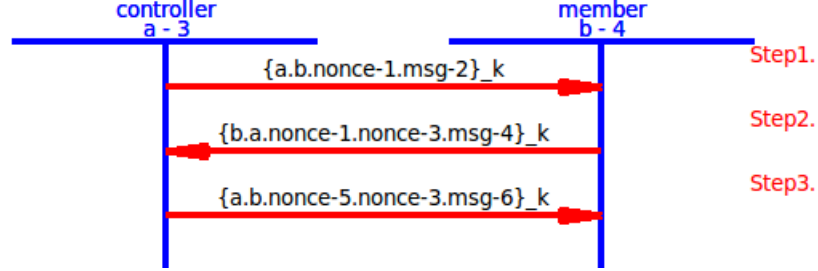 controller
a - 3
member
b - 4
Step1.
{a.b.nonce-1.msg-2}_k
Step2.
{b.a.nonce-1.nonce-3.msg-4}_k
Step3.
{a.b.nonce-5.nonce-3.msg-6}_k